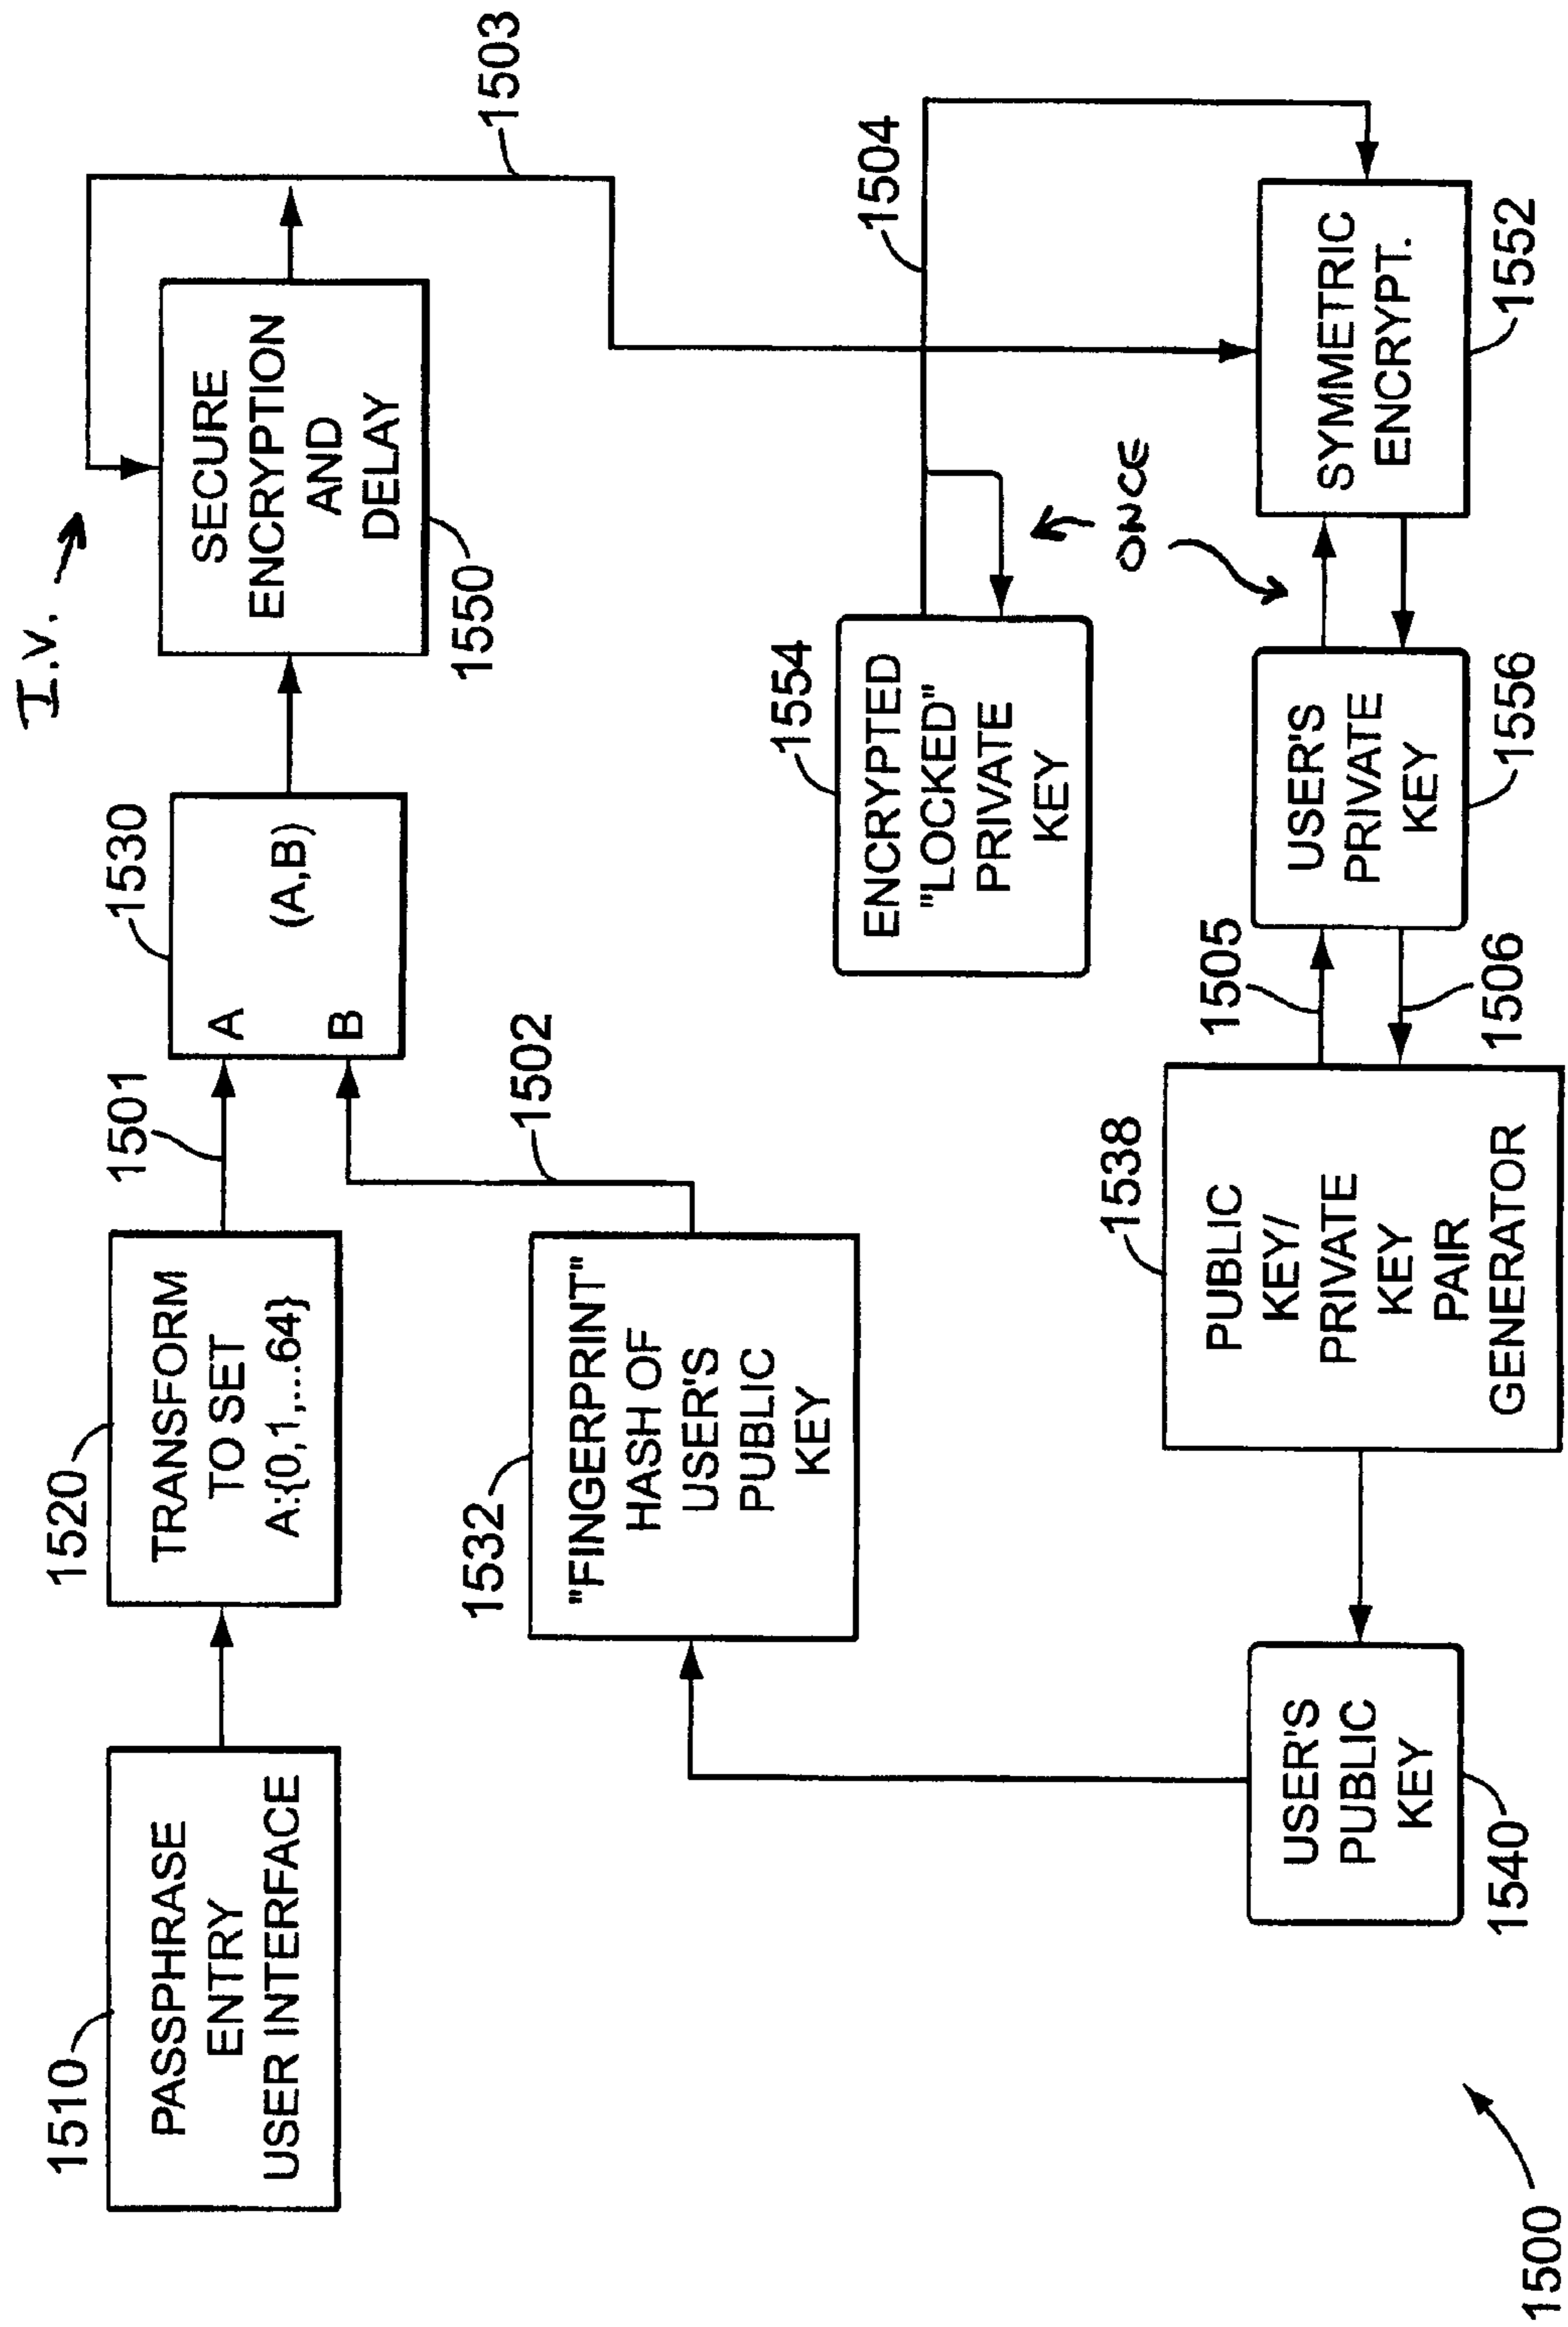 I.V.
1510
PASSPHRASE
ENTRY
USER INTERFACE
1520
TRANSFORM
TO SET
A:{0,1,...64}
1501
1530
A
B
(A,B)
SECURE
ENCRYPTION
AND
DELAY
1550
1503
1532
"FINGERPRINT"
HASH OF
USER'S
PUBLIC
KEY
1502
1554
ENCRYPTED
"LOCKED"
PRIVATE
KEY
1504
ONCE
1540
USER'S
PUBLIC
KEY
1538
PUBLIC
KEY/
PRIVATE
KEY
PAIR
GENERATOR
1505
1506
USER'S
PRIVATE
KEY
1556
SYMMETRIC
ENCRYPT.
1552
1500